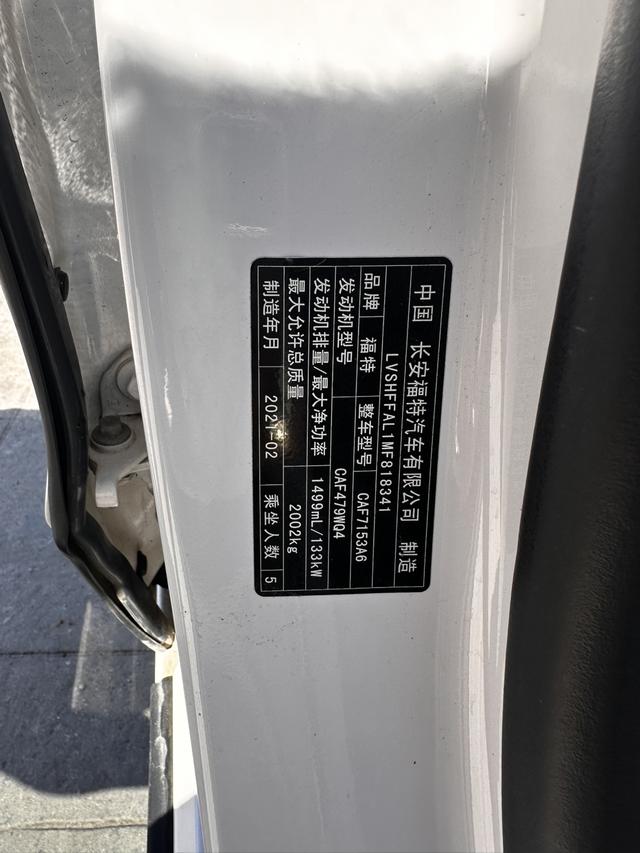 中国 长安福特汽车有限公司 制造
LVSHFFAL1MF818341
品牌 福特 整车型号 CAF7153A6
发动机型号 CAF479WQ4
发动机排量/最大净功率 1499mL/133kW
最大允许总质量 2002kg
制造年月 2021-02 乘坐人数 5